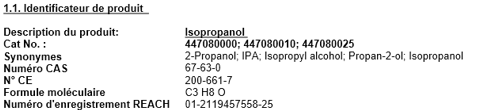 1.1. Identificateur de produit
Description du produit: Isopropanol
Cat No. : 447080000; 447080010; 447080025
Synonymes 2-Propanol; IPA; Isopropyl alcohol; Propan-2-ol; Isopropanol
Numéro CAS 67-63-0
N° CE 200-661-7
Formule moléculaire C3 H8 O
Numéro d'enregistrement REACH 01-2119457558-25